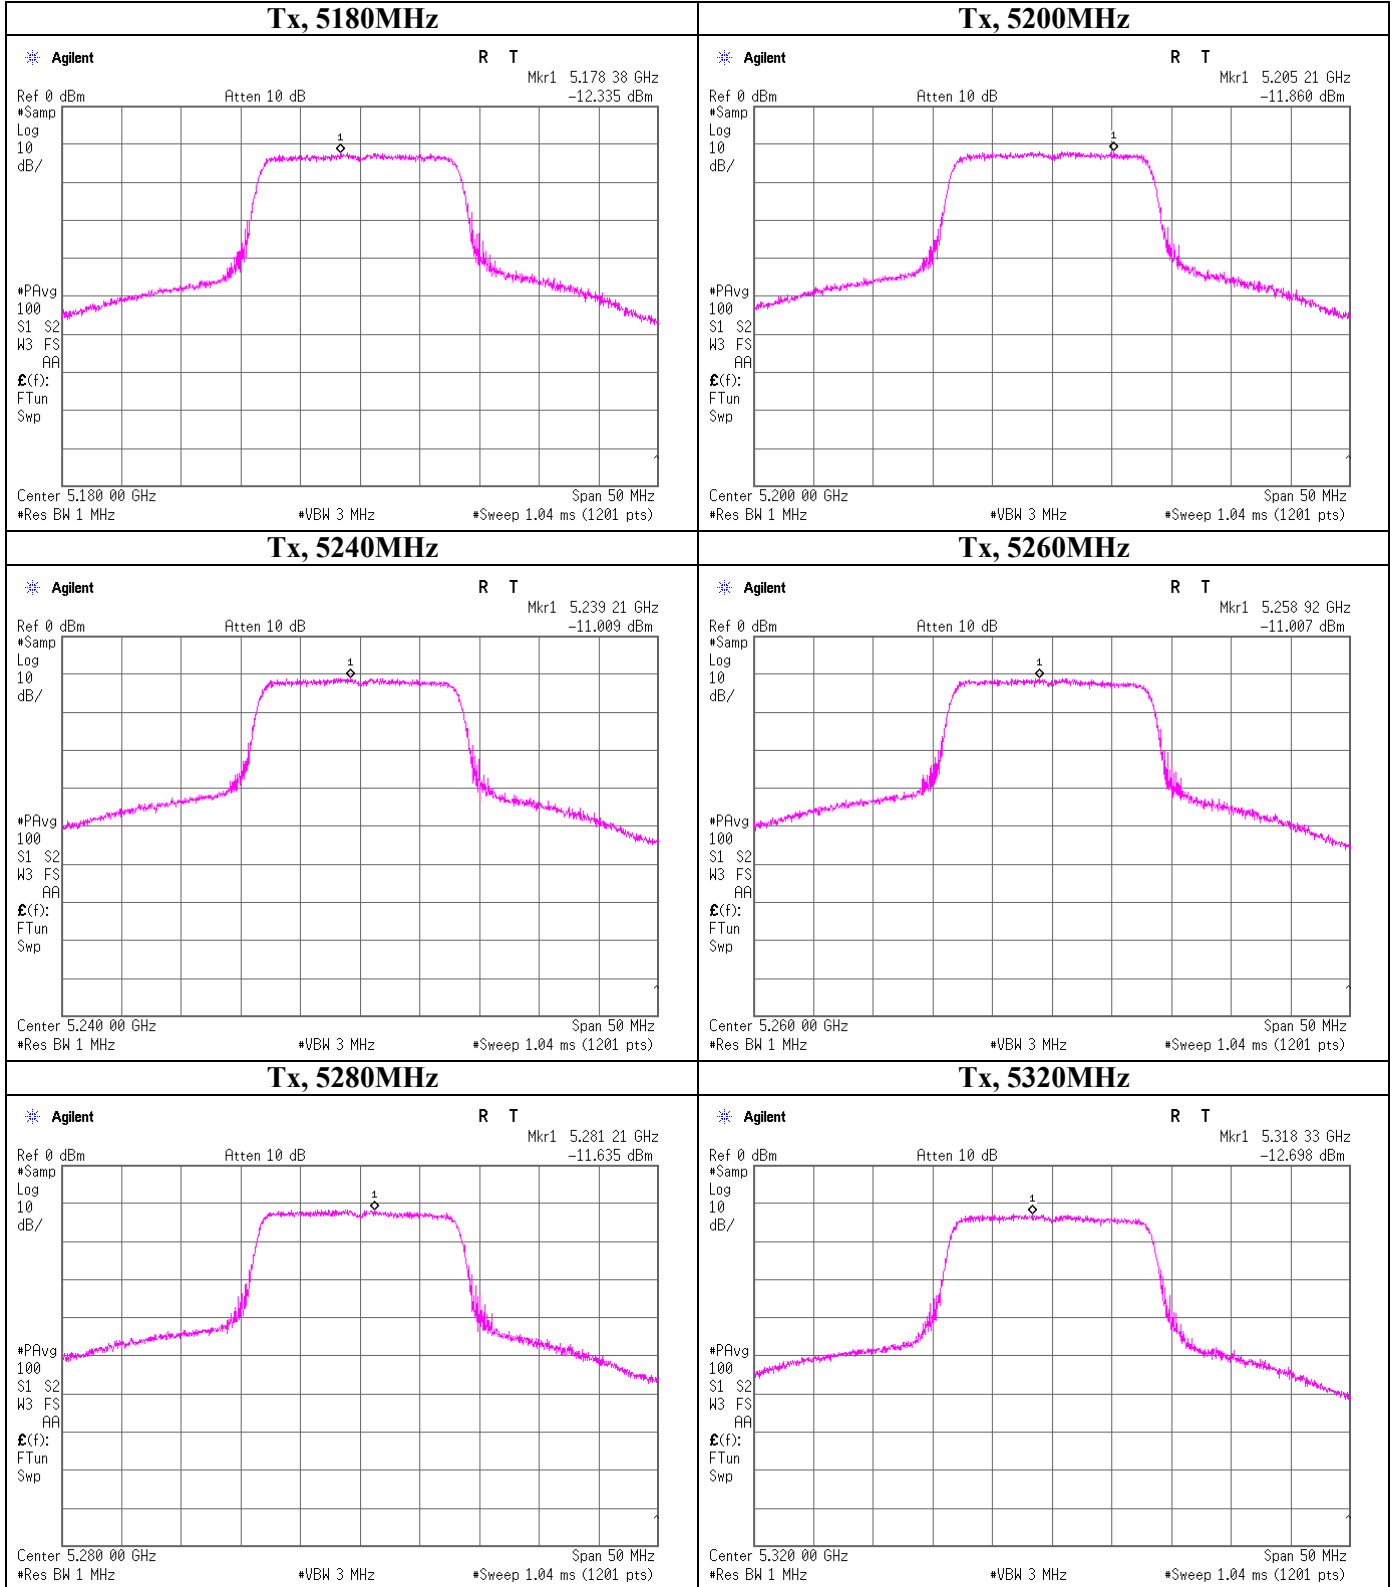 Tx, 5180MHz
Agilent R T
Mkr1 5.178 38 GHz
Ref 0 dBm Atten 10 dB -12.335 dBm
#Samp
Log
10
dB/
1
#PAvg
100
S1 S2
W3 FS
AA
£(f):
FTun
Swp
Center 5.180 00 GHz Span 50 MHz
#Res BW 1 MHz #VBW 3 MHz #Sweep 1.04 ms (1201 pts)
Tx, 5200MHz
Agilent R T
Mkr1 5.205 21 GHz
Ref 0 dBm Atten 10 dB -11.860 dBm
#Samp
Log
10
dB/
1
#PAvg
100
S1 S2
W3 FS
AA
£(f):
FTun
Swp
Center 5.200 00 GHz Span 50 MHz
#Res BW 1 MHz #VBW 3 MHz #Sweep 1.04 ms (1201 pts)
Tx, 5240MHz
Agilent R T
Mkr1 5.239 21 GHz
Ref 0 dBm Atten 10 dB -11.009 dBm
#Samp
Log
10
dB/
1
#PAvg
100
S1 S2
W3 FS
AA
£(f):
FTun
Swp
Center 5.240 00 GHz Span 50 MHz
#Res BW 1 MHz #VBW 3 MHz #Sweep 1.04 ms (1201 pts)
Tx, 5260MHz
Agilent R T
Mkr1 5.258 92 GHz
Ref 0 dBm Atten 10 dB -11.007 dBm
#Samp
Log
10
dB/
1
#PAvg
100
S1 S2
W3 FS
AA
£(f):
FTun
Swp
Center 5.260 00 GHz Span 50 MHz
#Res BW 1 MHz #VBW 3 MHz #Sweep 1.04 ms (1201 pts)
Tx, 5280MHz
Agilent R T
Mkr1 5.281 21 GHz
Ref 0 dBm Atten 10 dB -11.635 dBm
#Samp
Log
10
dB/
1
#PAvg
100
S1 S2
W3 FS
AA
£(f):
FTun
Swp
Center 5.280 00 GHz Span 50 MHz
#Res BW 1 MHz #VBW 3 MHz #Sweep 1.04 ms (1201 pts)
Tx, 5320MHz
Agilent R T
Mkr1 5.318 33 GHz
Ref 0 dBm Atten 10 dB -12.698 dBm
#Samp
Log
10
dB/
1
#PAvg
100
S1 S2
W3 FS
AA
£(f):
FTun
Swp
Center 5.320 00 GHz Span 50 MHz
#Res BW 1 MHz #VBW 3 MHz #Sweep 1.04 ms (1201 pts)